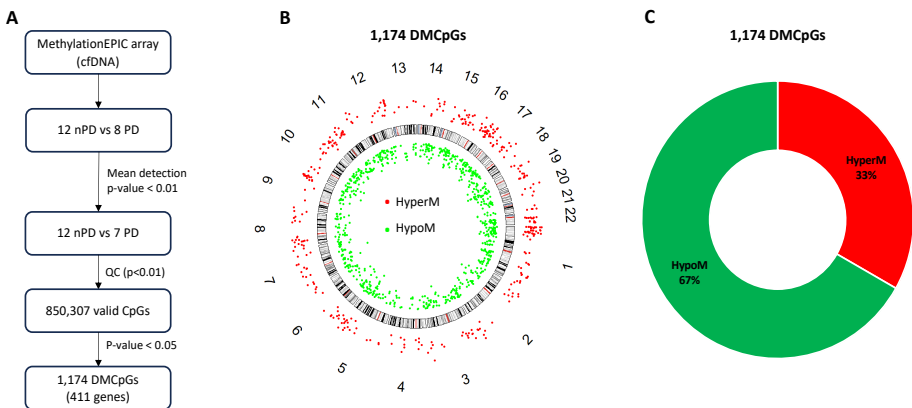 A
MethylationEPIC array
(cfDNA)
12 nPD vs 8 PD
Mean detection
p-value < 0.01
12 nPD vs 7 PD
QC (p<0.01)
850,307 valid CpGs
P-value < 0.05
1,174 DMCpGs
(411 genes)
B
1,174 DMCpGs
1
2
3
4
5
6
7
8
9
10
11
12
13
14
15
16
17
18
19
20
21
22
HyperM
HypoM
C
1,174 DMCpGs
HyperM
33%
HypoM
67%